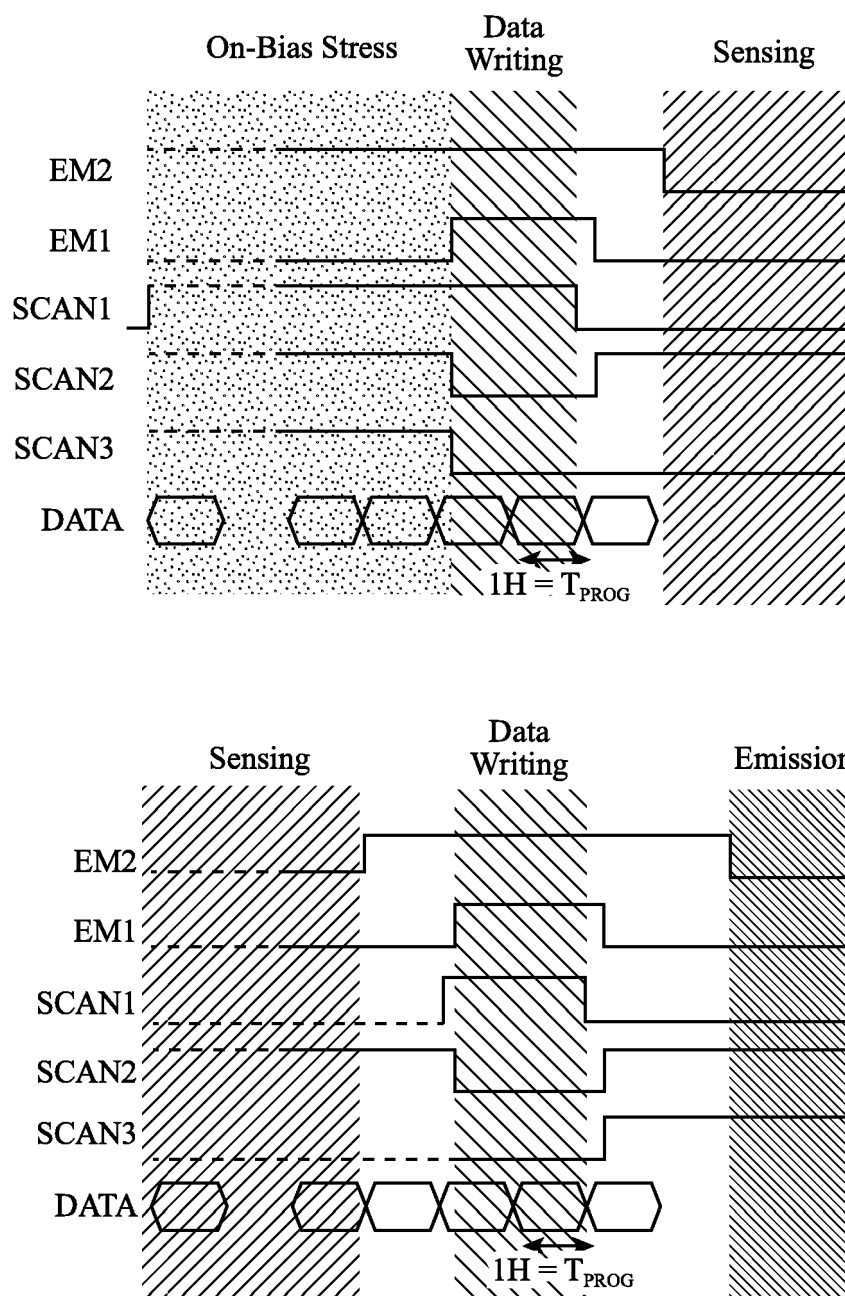 On-Bias Stress
Data
Writing
Sensing
EM2
EM1
SCAN1
SCAN2
SCAN3
DATA
1H = TPROG
Sensing
Data
Writing
Emission
EM2
EM1
SCAN1
SCAN2
SCAN3
DATA
1H = TPROG